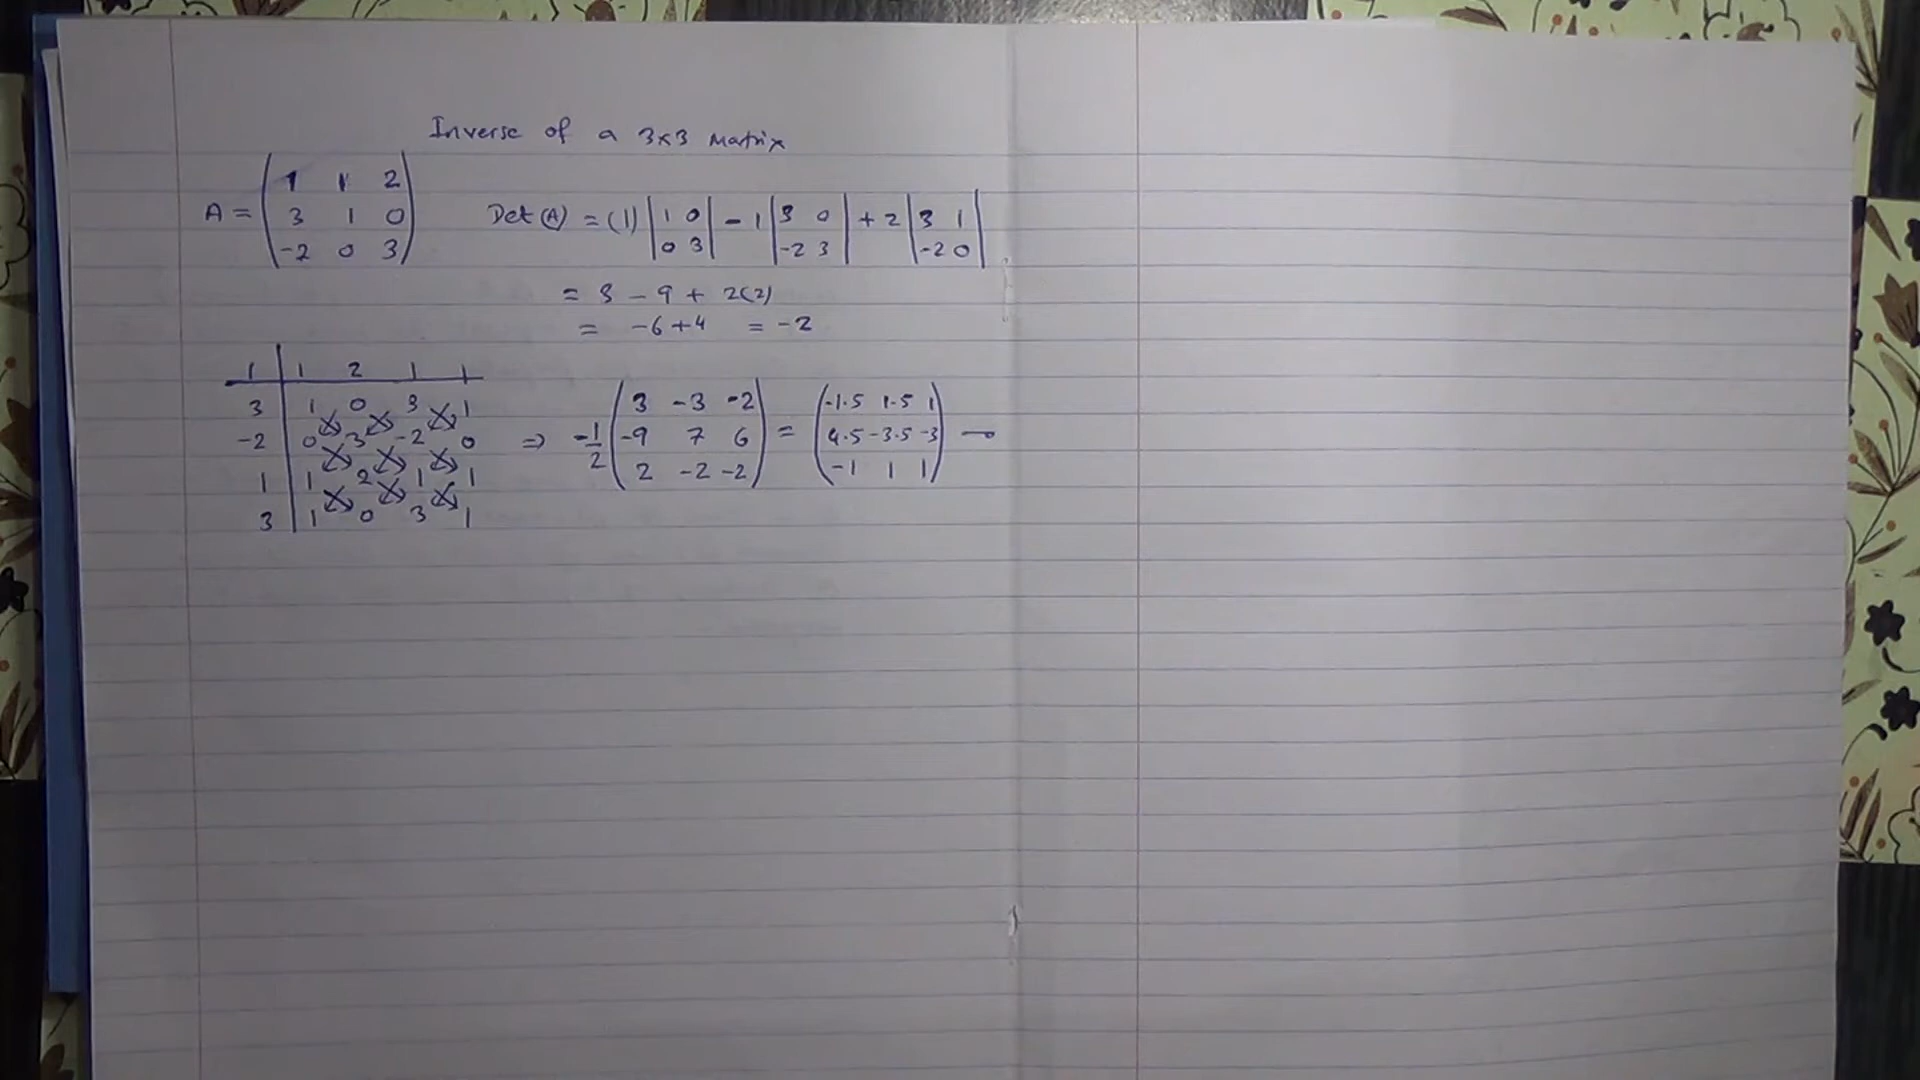 Inverse of a 3x3 Matrix
A = (1 1 2
3 1 0
-2 0 3)
Det (A) = (1) |1 0
0 3| - 1 |3 0
-2 3| + 2 |3 1
-2 0|
= 3 - 9 + 2(2)
= -6+4 = -2
1 | 1 2 1 1
3 | 1 0 3 1
-2 | 0 3 -2 0
1 | 1 2 1 1
3 | 1 0 3 1
⇒ -1/2 (3 -3 -2
-9 7 6
2 -2 -2) = (-1.5 1.5 1
4.5 -3.5 -3
-1 1 1)